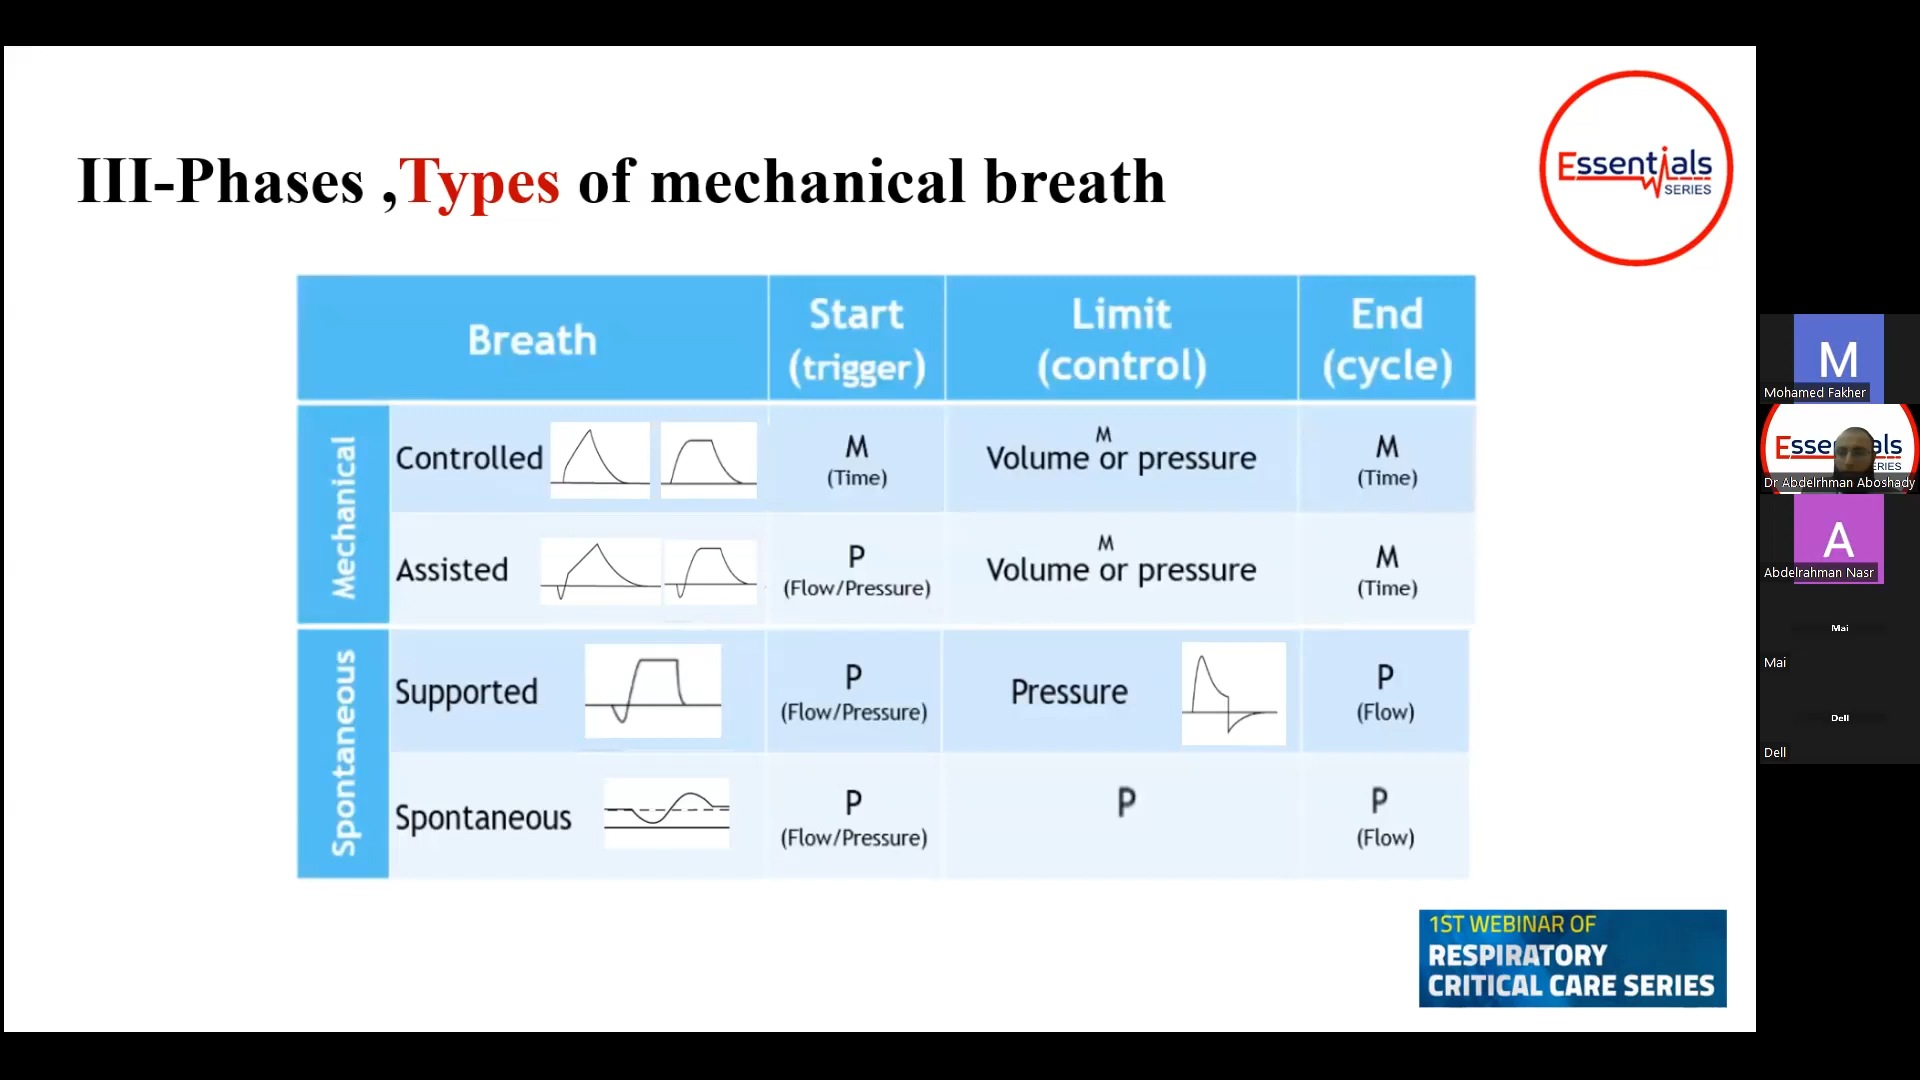 III-Phases ,Types of mechanical breath
Essentials
SERIES
Breath
Start
(trigger)
Limit
(control)
End
(cycle)
Mechanical
Controlled
M
(Time)
M
Volume or pressure
M
(Time)
Assisted
P
(Flow/Pressure)
M
Volume or pressure
M
(Time)
Spontaneous
Supported
P
(Flow/Pressure)
Pressure
P
(Flow)
Spontaneous
P
(Flow/Pressure)
P
P
(Flow)
1ST WEBINAR OF
RESPIRATORY
CRITICAL CARE SERIES
M
Mohamed Fakher
Dr Abdelrhman Aboshady
A
Abdelrahman Nasr
Mai
Mai
Dell
Dell